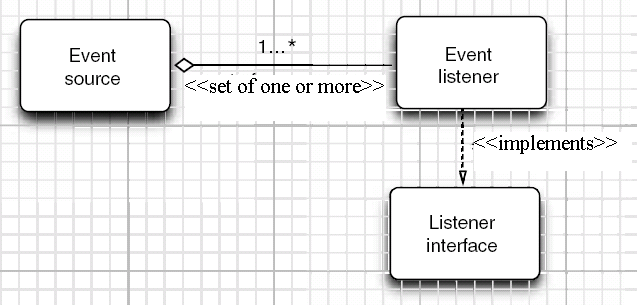 Event
source
1...*
<<set of one or more>>
Event
listener
<<implements>>
Listener
interface